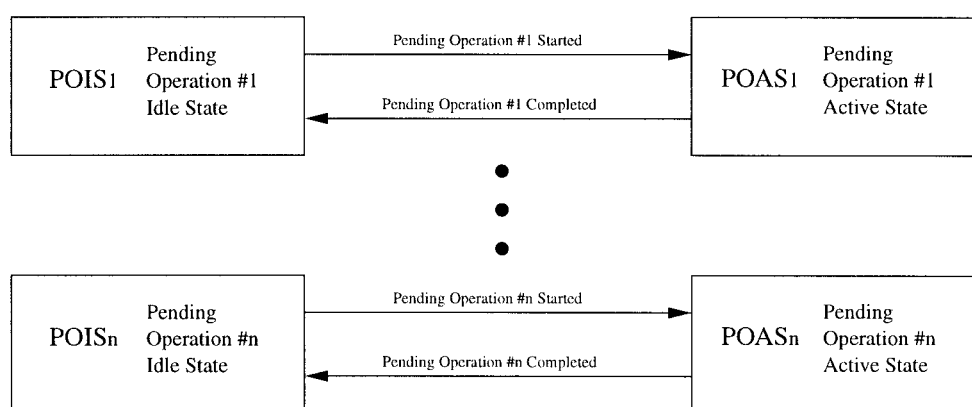 Pending Operation #1 Started
POIS1
Pending
Operation #1
Idle State
POAS1
Pending
Operation #1
Active State
Pending Operation #1 Completed
Pending Operation #n Started
POISn
Pending
Operation #n
Idle State
POASn
Pending
Operation #n
Active State
Pending Operation #n Completed